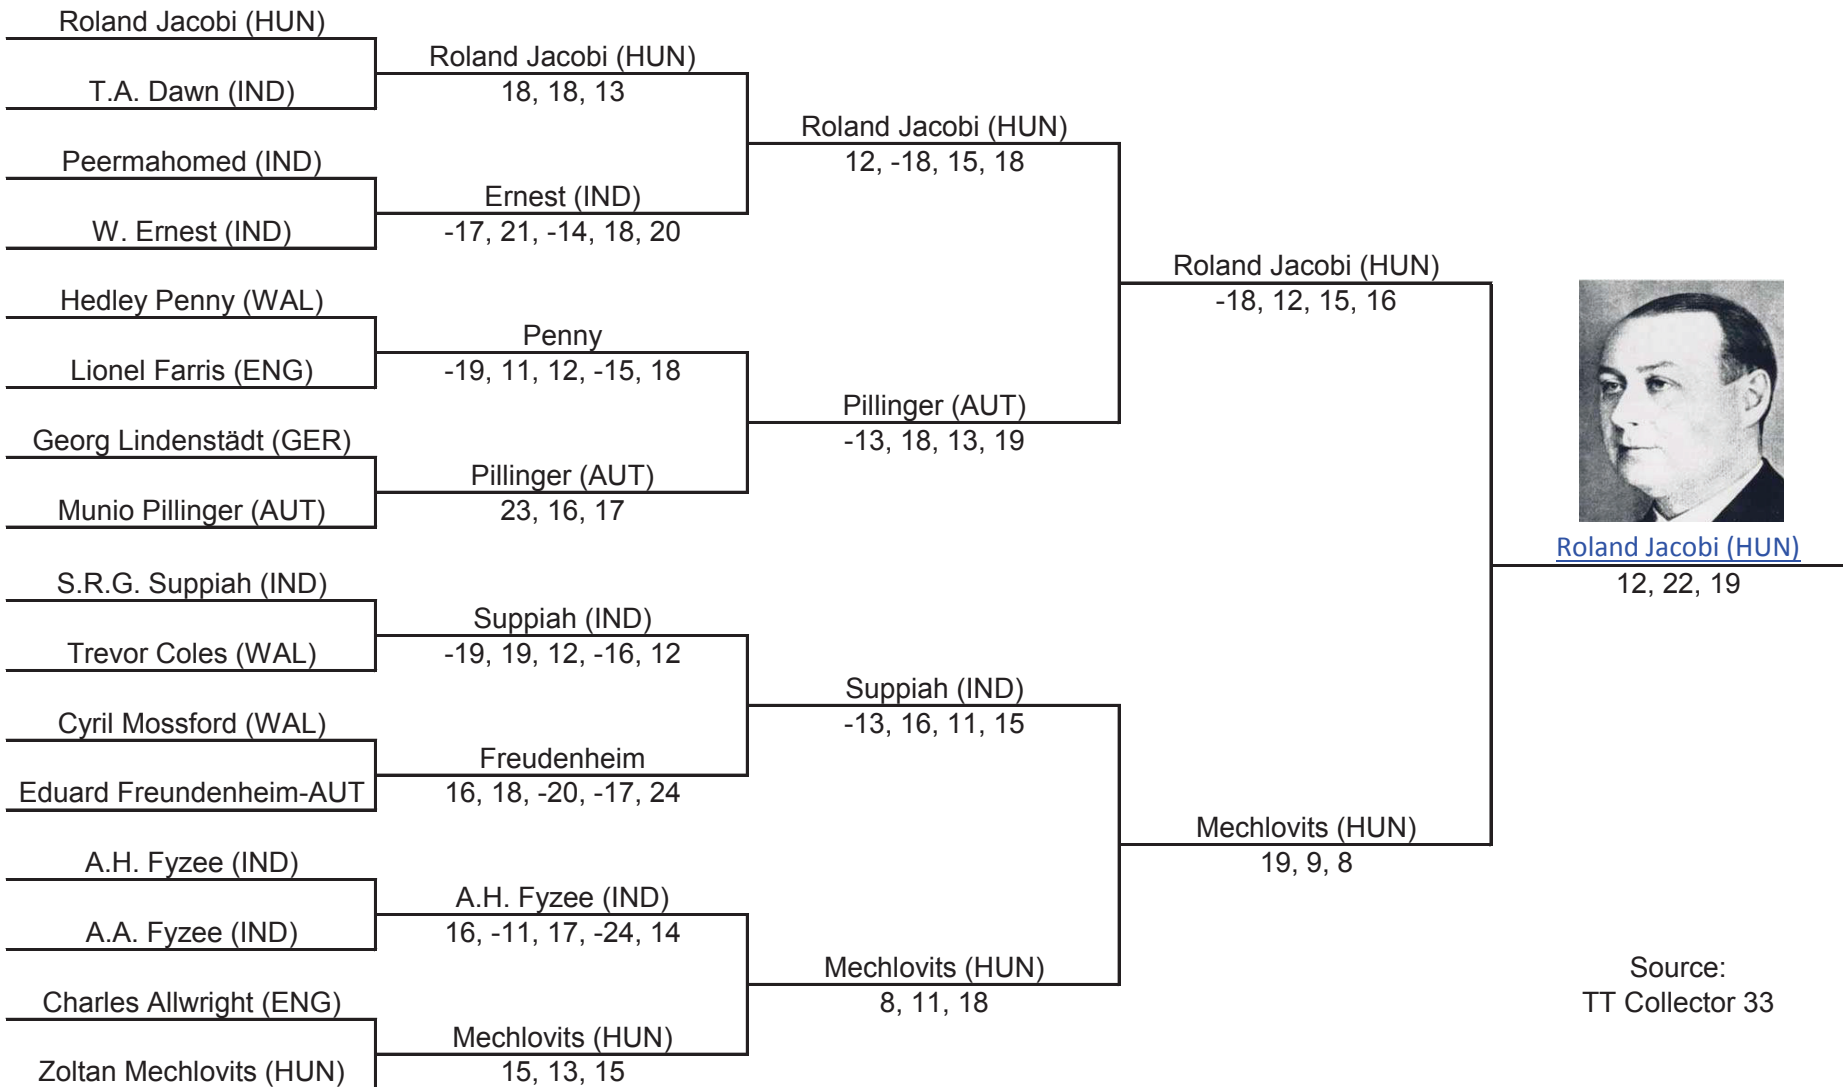 Roland Jacobi (HUN)
T.A. Dawn (IND)
Peermahomed (IND)
W. Ernest (IND)
Hedley Penny (WAL)
Lionel Farris (ENG)
Georg Lindenstädt (GER)
Munio Pillinger (AUT)
S.R.G. Suppiah (IND)
Trevor Coles (WAL)
Cyril Mossford (WAL)
Eduard Freundenheim-AUT
A.H. Fyzee (IND)
A.A. Fyzee (IND)
Charles Allwright (ENG)
Zoltan Mechlovits (HUN)
Roland Jacobi (HUN)
18, 18, 13
Ernest (IND)
-17, 21, -14, 18, 20
Penny
-19, 11, 12, -15, 18
Pillinger (AUT)
23, 16, 17
Suppiah (IND)
-19, 19, 12, -16, 12
Freudenheim
16, 18, -20, -17, 24
A.H. Fyzee (IND)
16, -11, 17, -24, 14
Mechlovits (HUN)
15, 13, 15
Roland Jacobi (HUN)
12, -18, 15, 18
Pillinger (AUT)
-13, 18, 13, 19
Suppiah (IND)
-13, 16, 11, 15
Mechlovits (HUN)
8, 11, 18
Roland Jacobi (HUN)
-18, 12, 15, 16
Mechlovits (HUN)
19, 9, 8
Roland Jacobi (HUN)
12, 22, 19
Source:
TT Collector 33